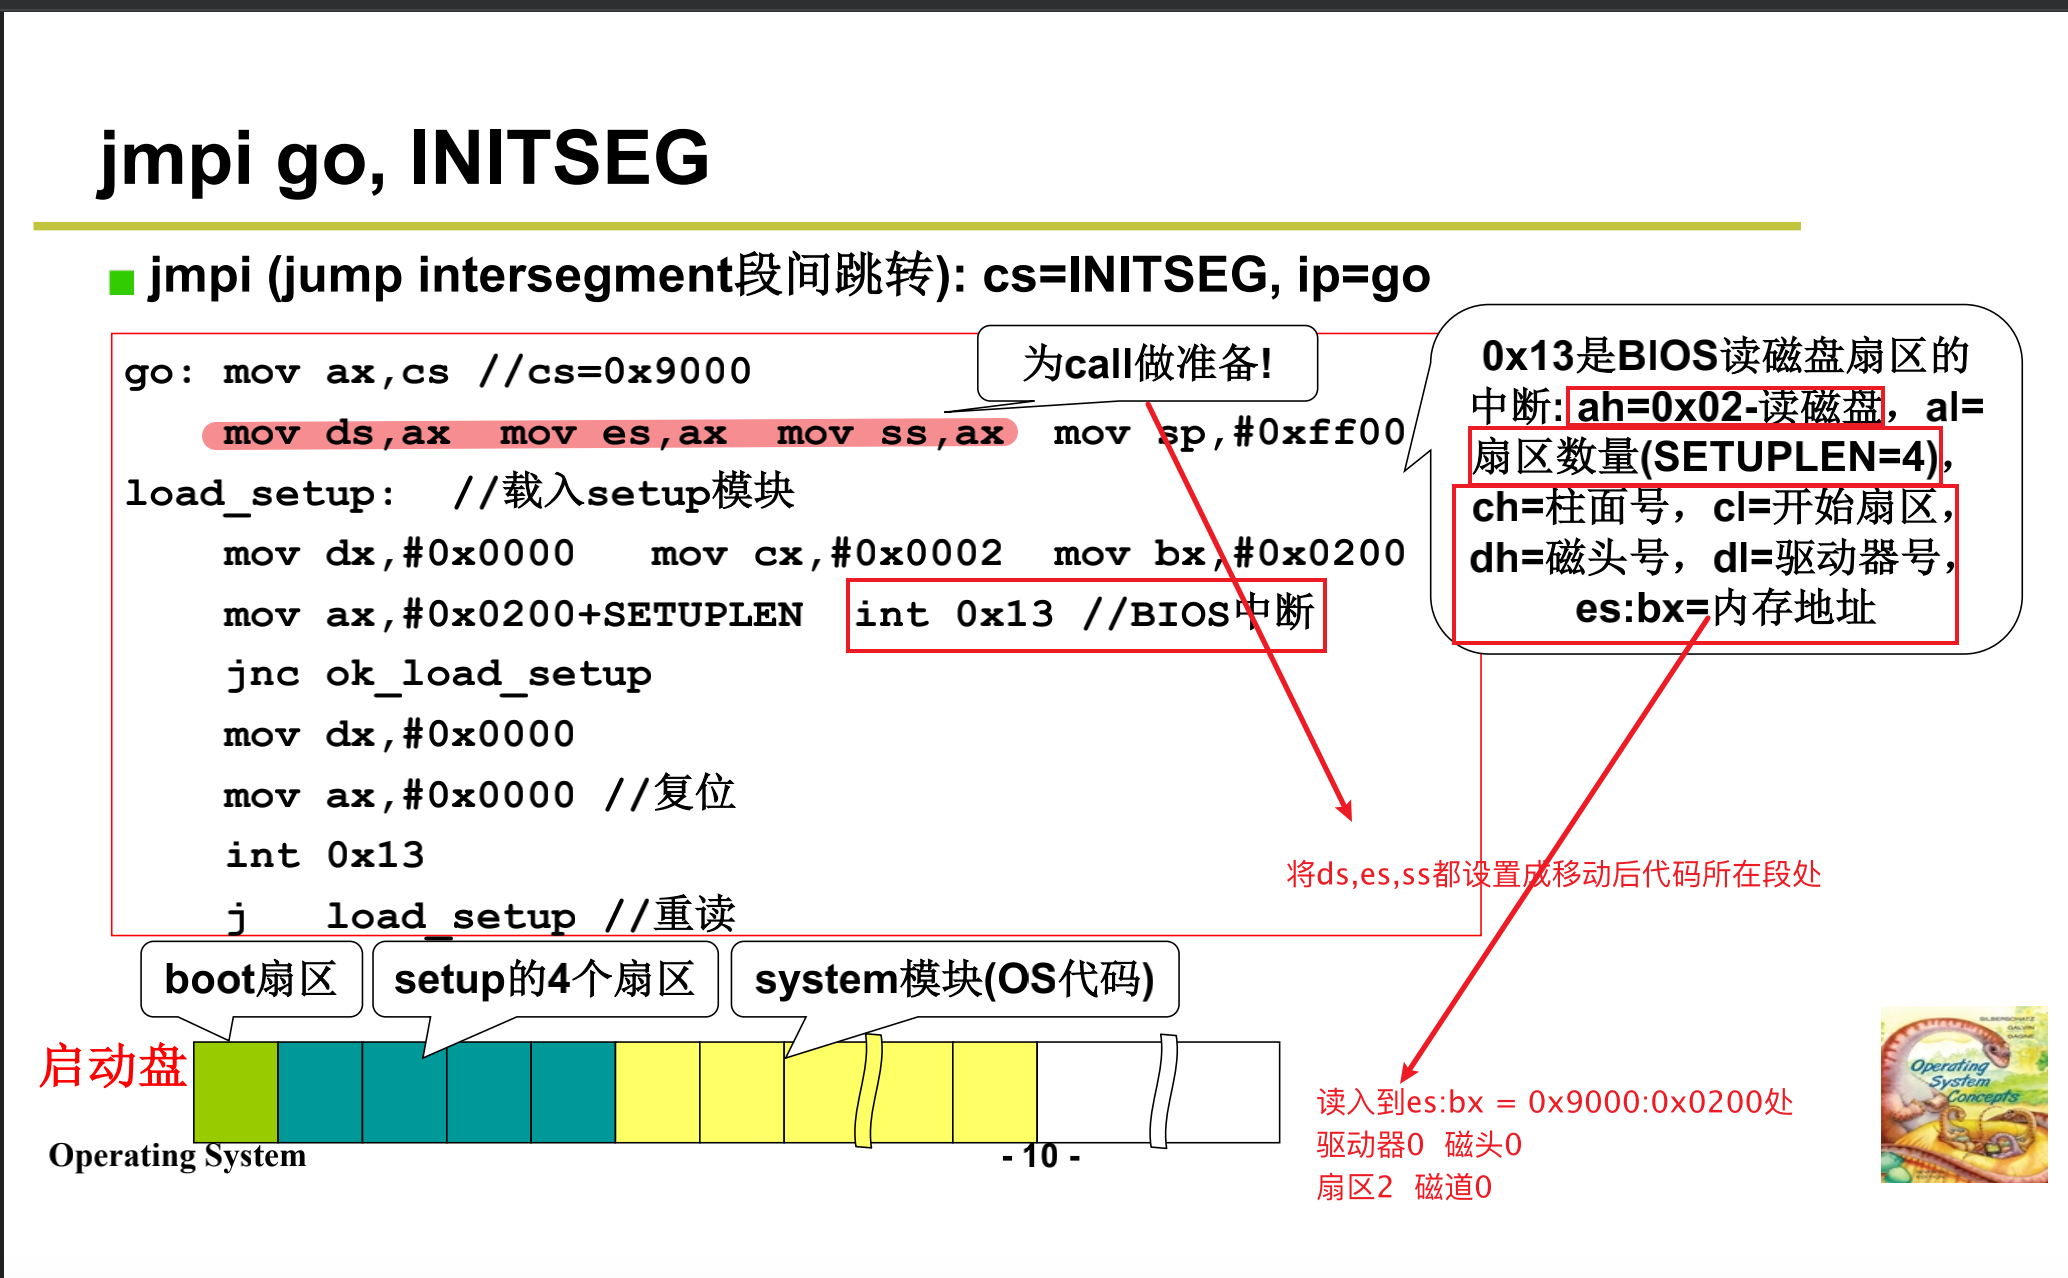 jmpi go, INITSEG
jmpi (jump intersegment段间跳转): cs=INITSEG, ip=go
为call做准备!
go: mov ax,cs //cs=0x9000
mov ds,ax mov es,ax mov ss,ax mov sp,#0xff00
load_setup: //载入setup模块
mov dx,#0x0000 mov cx,#0x0002 mov bx,#0x0200
mov ax,#0x0200+SETUPLEN int 0x13 //BIOS中断
jnc ok_load_setup
mov dx,#0x0000
mov ax,#0x0000 //复位
int 0x13
j load_setup //重读
0x13是BIOS读磁盘扇区的
中断: ah=0x02-读磁盘，al=
扇区数量(SETUPLEN=4)，
ch=柱面号，cl=开始扇区，
dh=磁头号，dl=驱动器号，
es:bx=内存地址
将ds,es,ss都设置成移动后代码所在段处
boot扇区
setup的4个扇区
system模块(OS代码)
启动盘
读入到es:bx = 0x9000:0x0200处
驱动器0 磁头0
扇区2 磁道0
Operating System
- 10 -
SILBERSCHATZ
GALVIN
GAGNE
Operating
System
Concepts